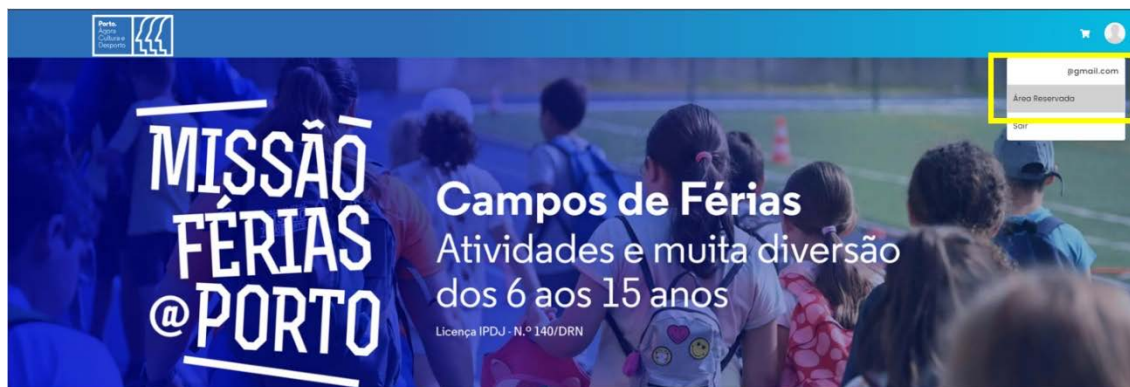 Porto.
Ágora
Cultura e
Desporto
@gmail.com
Área Reservada
Sair
MISSÃO
FÉRIAS
@PORTO
Campos de Férias
Atividades e muita diversão
dos 6 aos 15 anos
Licença IPDJ - N.º 140/DRN